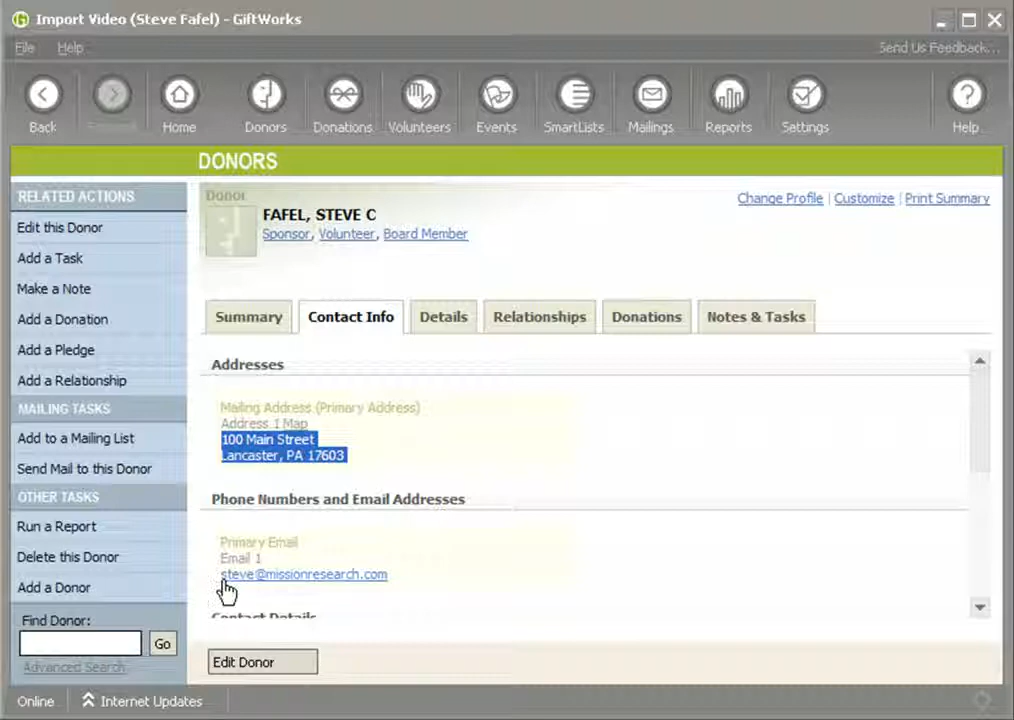 Import Video (Steve Fafel) - GiftWorks
File Help Send Us Feedback...
Back Home Donors Donations Volunteers Events SmartLists Mailings Reports Settings Help
DONORS
RELATED ACTIONS
Edit this Donor
Add a Task
Make a Note
Add a Donation
Add a Pledge
Add a Relationship
MAILING TASKS
Add to a Mailing List
Send Mail to this Donor
OTHER TASKS
Run a Report
Delete this Donor
Add a Donor
Find Donor:
Go
Advanced Search
Donor
FAFEL, STEVE C
Sponsor, Volunteer, Board Member
Change Profile | Customize | Print Summary
Summary Contact Info Details Relationships Donations Notes & Tasks
Addresses
Mailing Address (Primary Address)
Address 1 Map
100 Main Street
Lancaster, PA 17603
Phone Numbers and Email Addresses
Primary Email
Email 1
steve@missionresearch.com
Contact Details
Edit Donor
Online Internet Updates